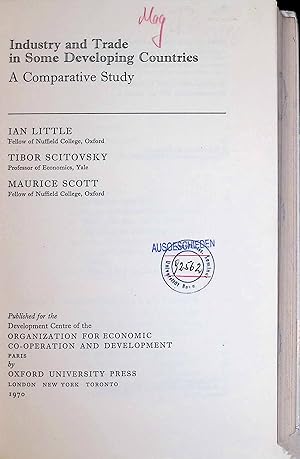 May
Industry and Trade
in Some Developing Countries
A Comparative Study
IAN LITTLE
Fellow of Nuffield College, Oxford
TIBOR SCITOVSKY
Professor of Economics, Yale
MAURICE SCOTT
Fellow of Nuffield College, Oxford
AUSGESCHIEDEN
Published for the
Development Centre of the
ORGANIZATION FOR ECONOMIC
CO-OPERATION AND DEVELOPMENT
PARIS
by
OXFORD UNIVERSITY PRESS
LONDON NEW YORK TORONTO
1970